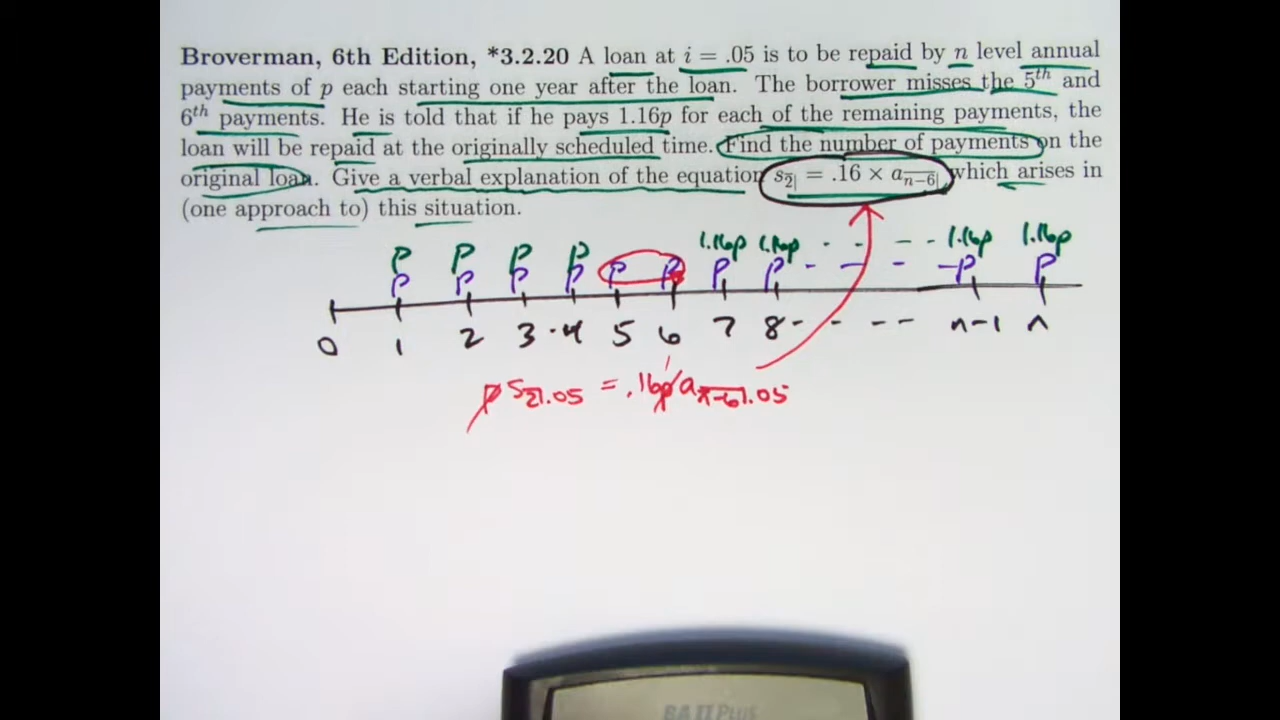 Broverman, 6th Edition, *3.2.20 A loan at i = .05 is to be repaid by n level annual
payments of p each starting one year after the loan. The borrower misses the 5th and
6th payments. He is told that if he pays 1.16p for each of the remaining payments, the
loan will be repaid at the originally scheduled time. Find the number of payments on the
original loan. Give a verbal explanation of the equation s2| = .16 × an−6| which arises in
(one approach to) this situation.
P P P P 1.16p 1.16p - - - - 1.16p 1.16p
P P P P P P P P - - - - P P
0 1 2 3 4 5 6 7 8 - - - - n-1 n
p s2|.05 = .16p an-6|.05
BAII PLUS